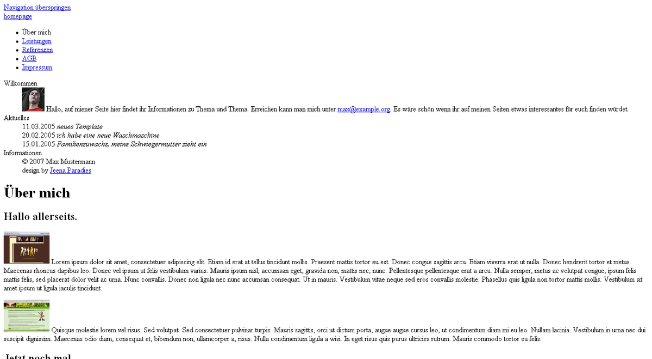 Navigation überspringen
homepage
Über mich
Leistungen
Referenzen
AGB
Impressum
Willkommen
Hallo, auf miener Seite hier findet ihr Informationen zu Thema und Thema. Erreichen kann man mich unter max@example.org. Es wäre schön wenn ihr auf meinen Seiten etwas interessantes für euch finden würdet.
Aktuelles
11.03.2005 neues Template
20.02.2005 ich habe eine neue Waschmaschine
15.01.2005 Familienzuwachs, meine Schwiegermutter zieht ein
Informationen
© 2007 Max Mustermann
design by Jeena Paradies
Über mich
Hallo allerseits.
Lorem ipsum dolor sit amet, consectetuer adipiscing elit. Etiam id erat at tellus tincidunt mollis. Praesent mattis tortor eu est. Donec congue sagittis arcu. Etiam viverra erat ut nulla. Donec hendrerit tortor et metus.
Maecenas rhoncus dapibus leo. Donec vel ipsum ut felis vestibulum varius. Mauris ipsum nisl, accumsan eget, gravida non, mattis nec, nunc. Pellentesque pellentesque erat a arcu. Nulla semper, metus ac volutpat congue, ipsum felis
mattis felis, sed placerat dolor velit ac urna. Nunc convallis. Donec non ligula nec nunc accumsan consequat. Ut in mauris. Vestibulum vitae neque sed eros convallis molestie. Phasellus quis ligula non tortor mattis mollis. Vestibulum sit
amet ipsum ut ligula iaculis tincidunt.
Quisque molestie lorem vel risus. Sed volutpat. Sed consectetuer pulvinar turpis. Mauris sagittis, orci ut dictum porta, augue augue cursus leo, ut condimentum diam mi eu leo. Nullam lacinia. Vestibulum in urna nec dui
suscipit dignissim. Maecenas odio diam, consequat et, bibendum non, ullamcorper a, risus. Nulla condimentum ligula a wisi. In eget risus quis purus ultricies rutrum. Mauris commodo tortor eu felis.
Jetzt noch mal